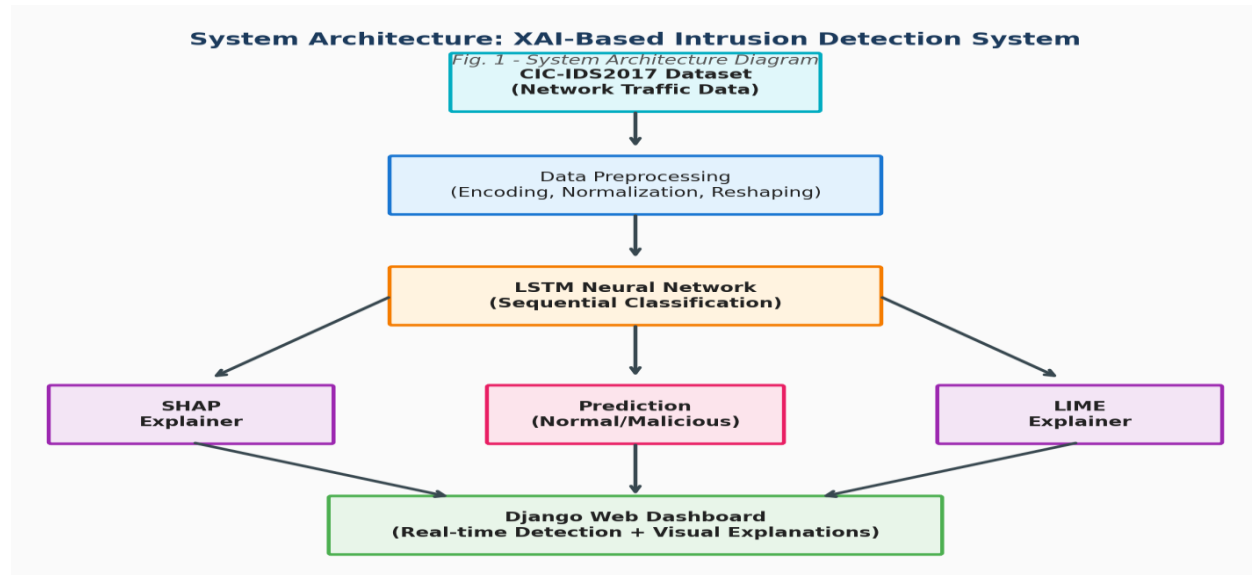 System Architecture: XAI-Based Intrusion Detection System
Fig. 1 - System Architecture Diagram
CIC-IDS2017 Dataset
(Network Traffic Data)
Data Preprocessing
(Encoding, Normalization, Reshaping)
LSTM Neural Network
(Sequential Classification)
SHAP
Explainer
Prediction
(Normal/Malicious)
LIME
Explainer
Django Web Dashboard
(Real-time Detection + Visual Explanations)